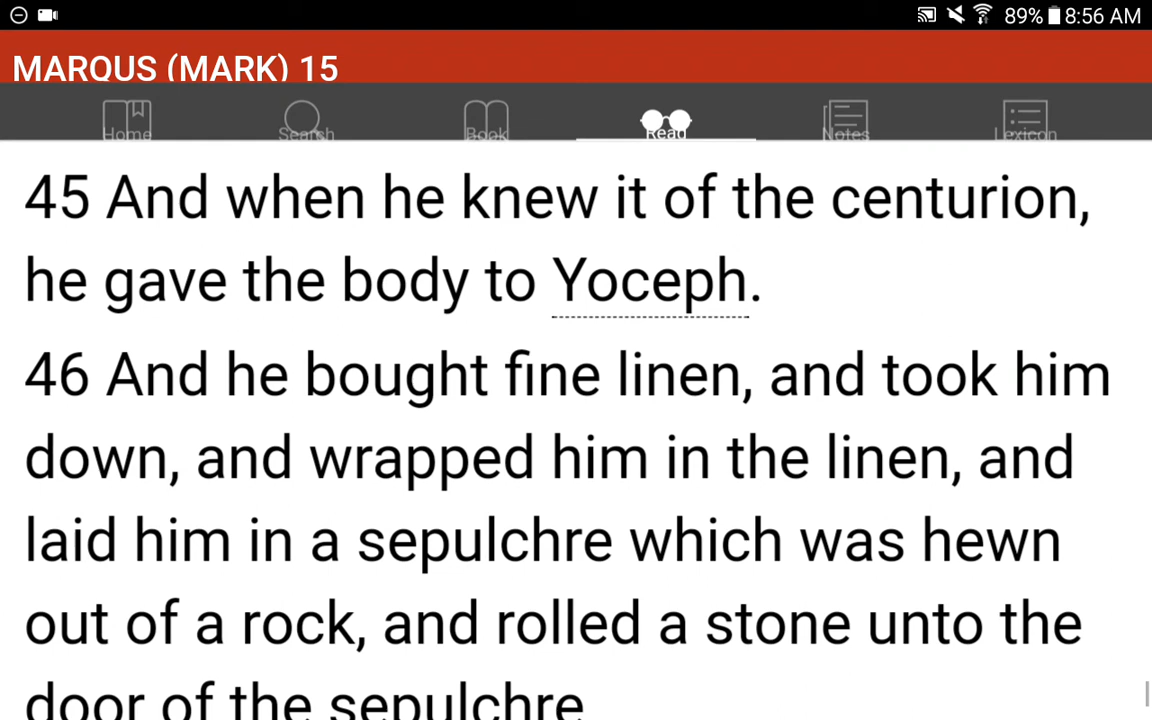 89% 8:56 AM
MARQUS (MARK) 15
Home Search Book Read Notes Lexicon
45 And when he knew it of the centurion,
he gave the body to Yoceph.
46 And he bought fine linen, and took him
down, and wrapped him in the linen, and
laid him in a sepulchre which was hewn
out of a rock, and rolled a stone unto the
door of the sepulchre